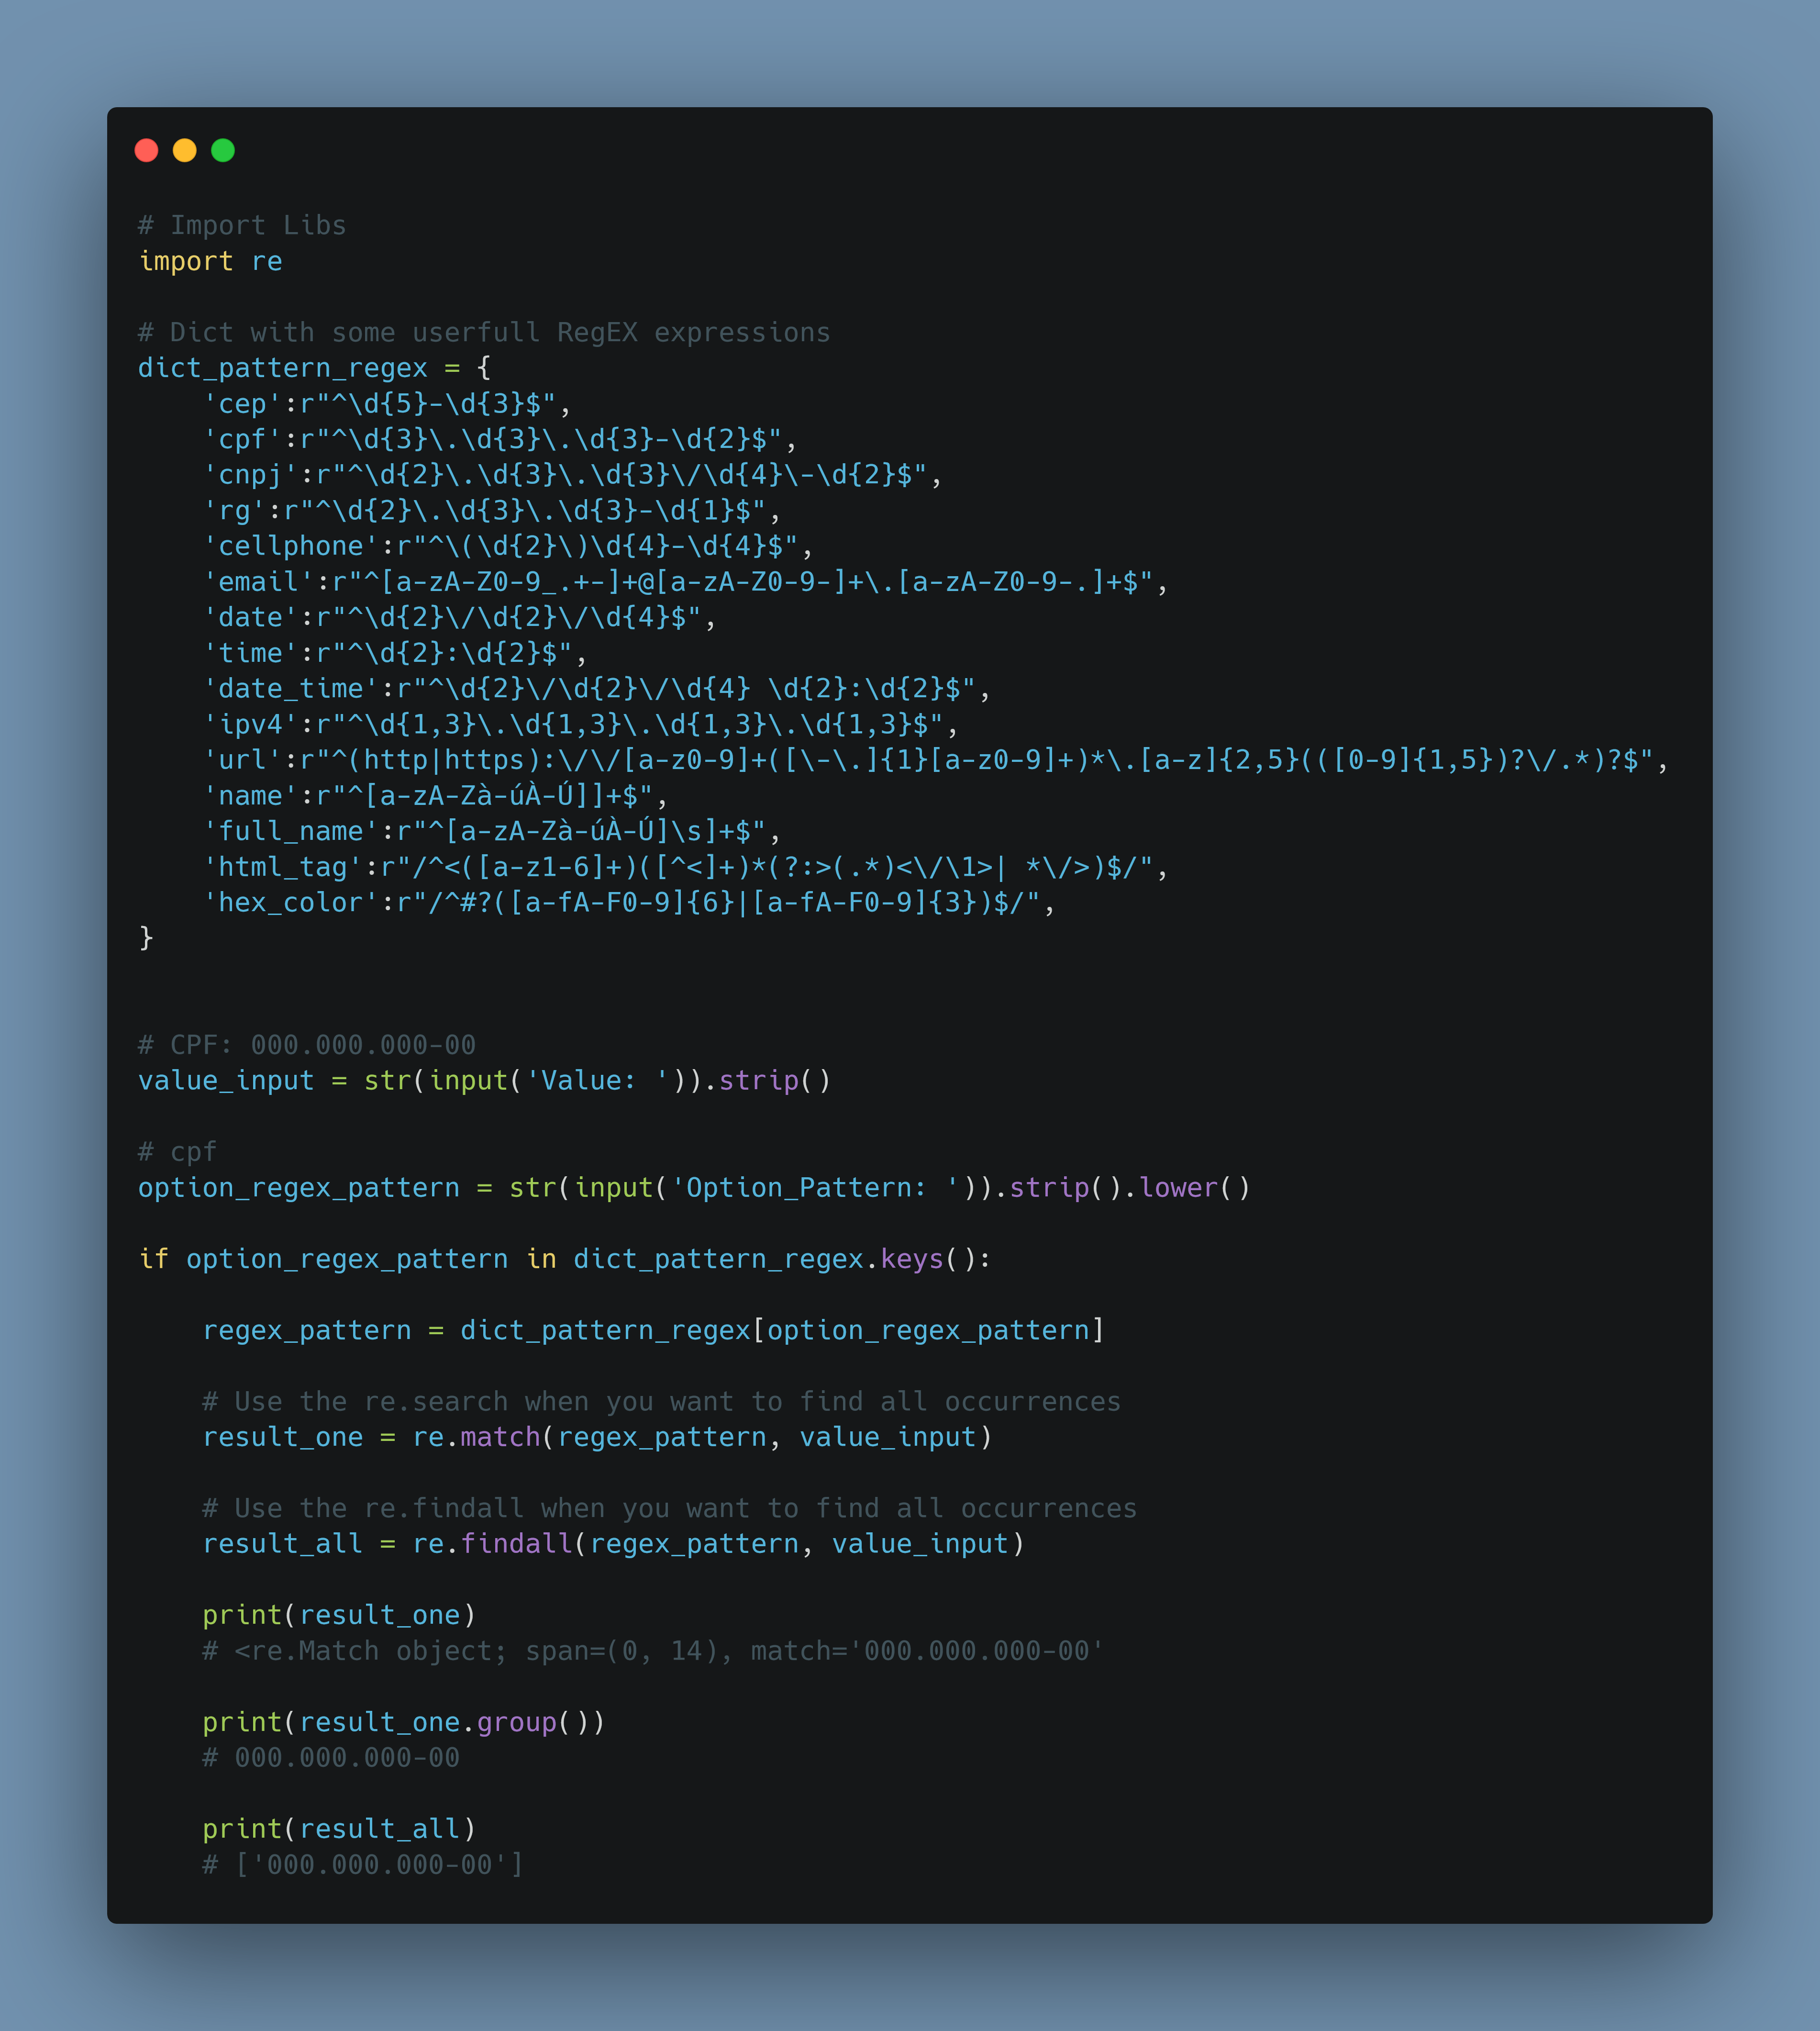 # Import Libs
import re
# Dict with some userfull RegEX expressions
dict_pattern_regex = {
    'cep':r"^\d{5}-\d{3}$",
    'cpf':r"^\d{3}\.\d{3}\.\d{3}-\d{2}$",
    'cnpj':r"^\d{2}\.\d{3}\.\d{3}\/\d{4}\-\d{2}$",
    'rg':r"^\d{2}\.\d{3}\.\d{3}-\d{1}$",
    'cellphone':r"^\(\d{2}\)\d{4}-\d{4}$",
    'email':r"^[a-zA-Z0-9_.+-]+@[a-zA-Z0-9-]+\.[a-zA-Z0-9-.]+$",
    'date':r"^\d{2}\/\d{2}\/\d{4}$",
    'time':r"^\d{2}:\d{2}$",
    'date_time':r"^\d{2}\/\d{2}\/\d{4} \d{2}:\d{2}$",
    'ipv4':r"^\d{1,3}\.\d{1,3}\.\d{1,3}\.\d{1,3}$",
    'url':r"^(http|https):\/\/[a-z0-9]+([\-\.]{1}[a-z0-9]+)*\.[a-z]{2,5}(([0-9]{1,5})?\/.*)?$",
    'name':r"^[a-zA-Zà-úÀ-Ú]]+$",
    'full_name':r"^[a-zA-Zà-úÀ-Ú]\s]+$",
    'html_tag':r"/^<([a-z1-6]+)([^<]+)*(?:>(.*)<\/\1>| *\/>)$/",
    'hex_color':r"/^#?([a-fA-F0-9]{6}|[a-fA-F0-9]{3})$/",
}
# CPF: 000.000.000-00
value_input = str(input('Value: ')).strip()
# cpf
option_regex_pattern = str(input('Option_Pattern: ')).strip().lower()
if option_regex_pattern in dict_pattern_regex.keys():
    regex_pattern = dict_pattern_regex[option_regex_pattern]
    # Use the re.search when you want to find all occurrences
    result_one = re.match(regex_pattern, value_input)
    # Use the re.findall when you want to find all occurrences
    result_all = re.findall(regex_pattern, value_input)
    print(result_one)
    # <re.Match object; span=(0, 14), match='000.000.000-00'
    print(result_one.group())
    # 000.000.000-00
    print(result_all)
    # ['000.000.000-00']